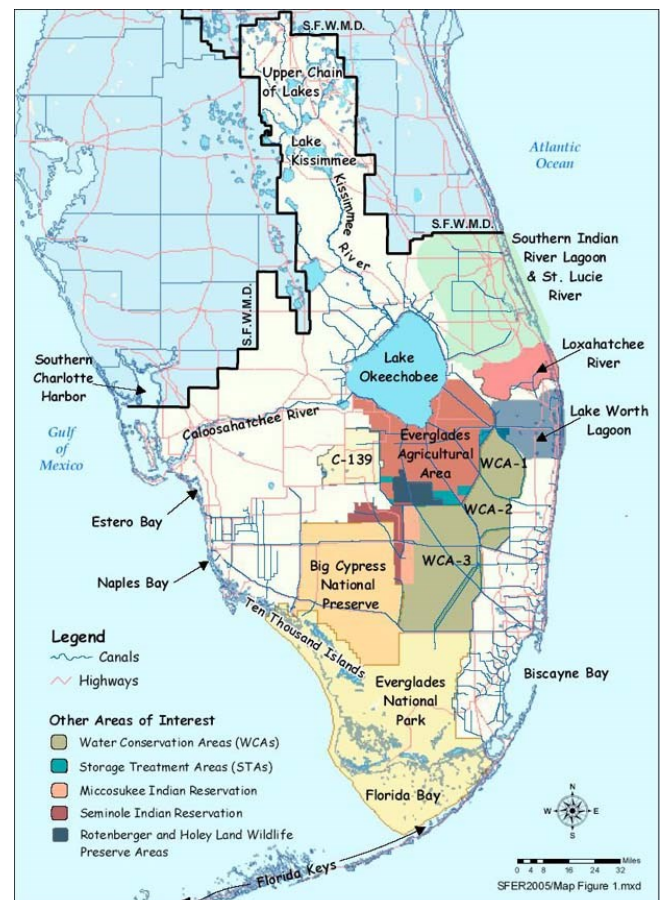 S.F.W.M.D.
Upper Chain
of Lakes
Lake
Kissimmee
Kissimmee
River
Atlantic
Ocean
S.F.W.M.D.
Southern Indian
River Lagoon
& St. Lucie
River
S.F.W.M.D.
Southern
Charlotte
Harbor
Lake
Okeechobee
Loxahatchee
River
Caloosahatchee River
Lake Worth
Lagoon
Gulf
of
Mexico
C-139
Everglades
Agricultural
Area
WCA-1
WCA-2
Estero Bay
WCA-3
Naples Bay
Big Cypress
National
Preserve
Ten Thousand Islands
Biscayne Bay
Everglades
National
Park
Florida Bay
Florida Keys
Legend
Canals
Highways
Other Areas of Interest
Water Conservation Areas (WCAs)
Storage Treatment Areas (STAs)
Miccosukee Indian Reservation
Seminole Indian Reservation
Rotenberger and Holey Land Wildlife
Preserve Areas
N
W E
S
Miles
0 4 8 16 24 32
SFER2005/Map Figure 1.mxd